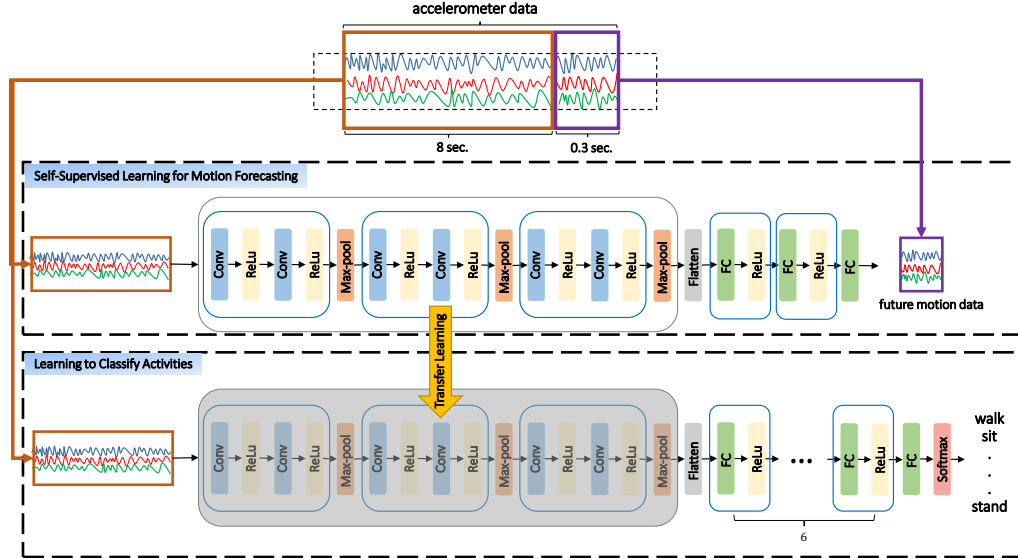 accelerometer data
8 sec.
0.3 sec.
Self-Supervised Learning for Motion Forecasting
Conv
ReLu
Conv
ReLu
Max-pool
Conv
ReLu
Conv
ReLu
Max-pool
Conv
ReLu
Conv
ReLu
Max-pool
Flatten
FC
ReLu
FC
ReLu
FC
future motion data
Transfer Learning
Learning to Classify Activities
Conv
ReLu
Conv
ReLu
Max-pool
Conv
ReLu
Conv
ReLu
Max-pool
Conv
ReLu
Conv
ReLu
Max-pool
Flatten
FC
ReLu
...
FC
ReLu
FC
Softmax
walk
sit
.
.
.
stand
6